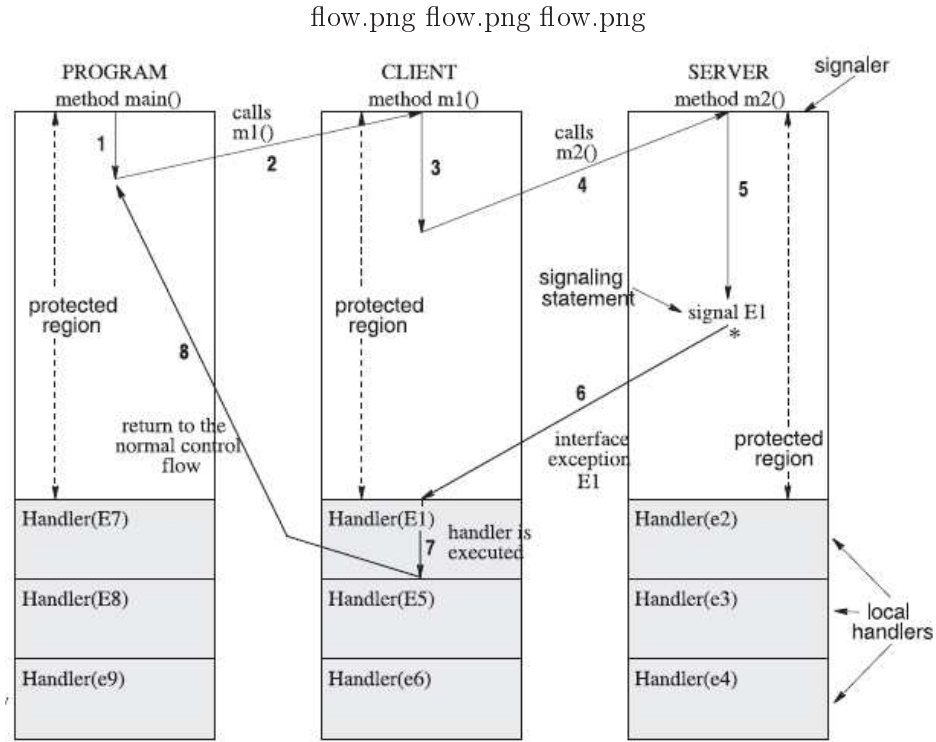 flow.png flow.png flow.png
PROGRAM
method main()
CLIENT
method m1()
SERVER
method m2()
signaler
calls
m1()
calls
m2()
1
2
3
4
5
signaling
statement
signal E1
*
protected
region
protected
region
protected
region
8
6
return to the
normal control
flow
interface
exception
E1
Handler(E7)
Handler(E8)
Handler(e9)
Handler(E1)
7
handler is
executed
Handler(E5)
Handler(e6)
Handler(e2)
Handler(e3)
Handler(e4)
local
handlers